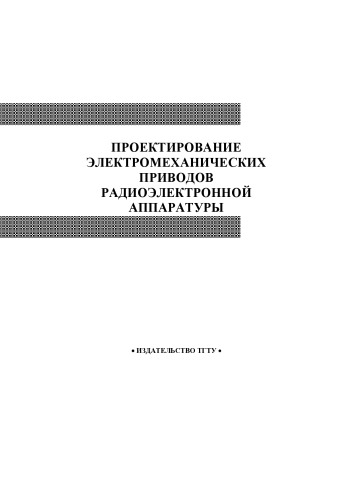 ПРОЕКТИРОВАНИЕ
ЭЛЕКТРОМЕХАНИЧЕСКИХ
ПРИВОДОВ
РАДИОЭЛЕКТРОННОЙ
АППАРАТУРЫ
• ИЗДАТЕЛЬСТВО ТГТУ •